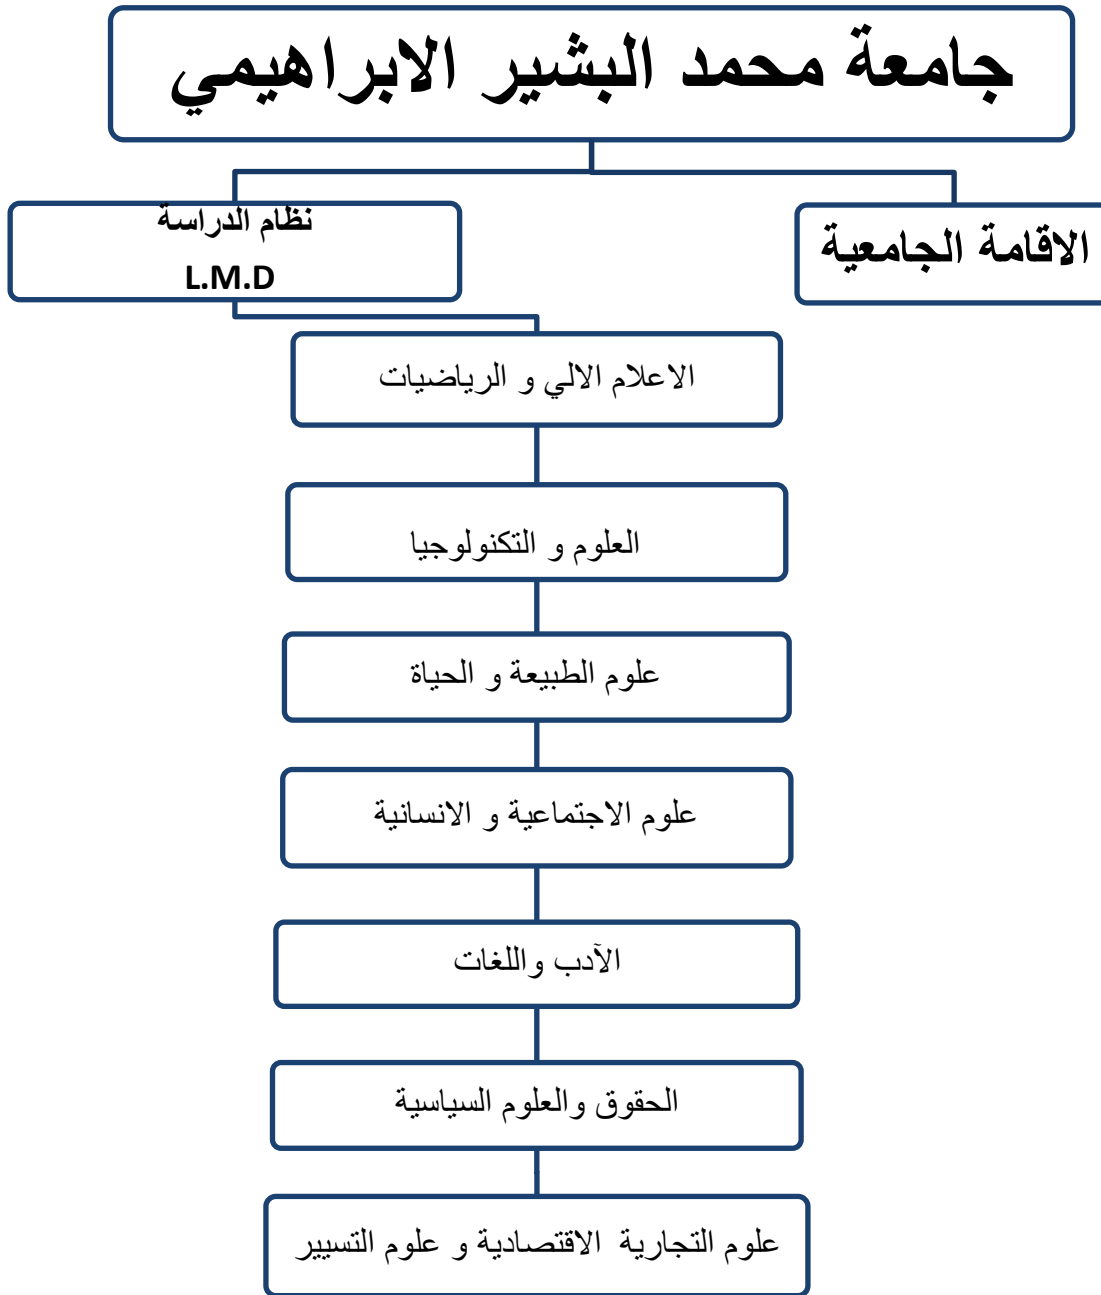 جامعة محمد البشير الابراهيمي
الاقامة الجامعية
نظام الدراسة
L.M.D
الاعلام الالي و الرياضيات
العلوم و التكنولوجيا
علوم الطبيعة و الحياة
علوم الاجتماعية و الانسانية
الآدب واللغات
الحقوق والعلوم السياسية
علوم التجارية الاقتصادية و علوم التسيير